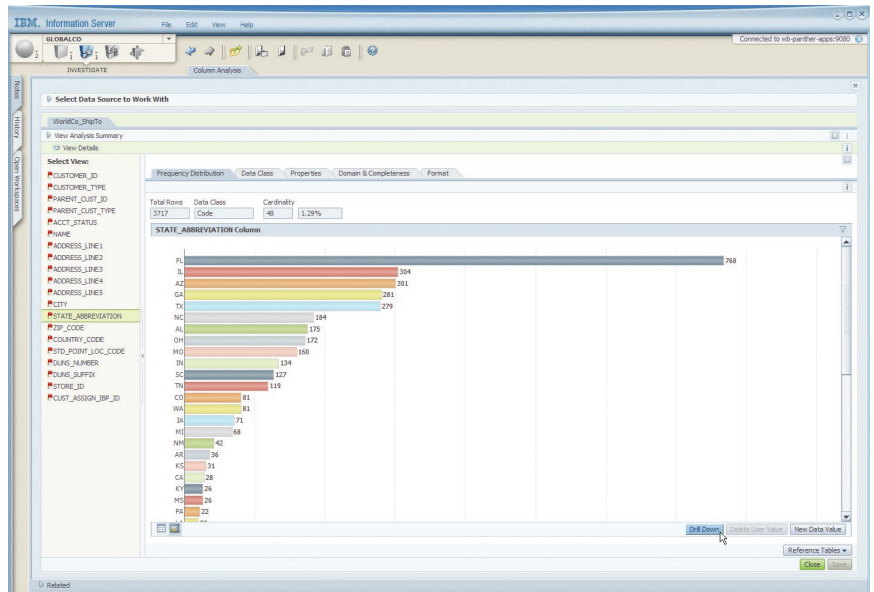 IBM. Information Server File Edit View Help
GLOBALCO
Connected to wb-panther-apps:9080
INVESTIGATE
Column Analysis
Notes
History
Open Workspaces
Select Data Source to Work With
WorldCo_ShipTo
View Analysis Summary
View Details
Select View:
CUSTOMER_ID
CUSTOMER_TYPE
PARENT_CUST_ID
PARENT_CUST_TYPE
ACCT_STATUS
NAME
ADDRESS_LINE1
ADDRESS_LINE2
ADDRESS_LINE3
ADDRESS_LINE4
ADDRESS_LINE5
CITY
STATE_ABBREVIATION
ZIP_CODE
COUNTRY_CODE
STD_POINT_LOC_CODE
DUNS_NUMBER
DUNS_SUFFIX
STORE_ID
CUST_ASSIGN_IBP_ID
Frequency Distribution Data Class Properties Domain & Completeness Format
Total Rows Data Class Cardinality
3717 Code 48 1.29%
STATE_ABBREVIATION Column
FL 768
IL 304
AZ 301
GA 281
TX 279
NC 184
AL 175
OH 172
MO 160
IN 134
SC 127
TN 119
CO 81
WA 81
IA 71
MI 68
NM 42
AR 36
KS 31
CA 28
KY 26
MS 26
PA 22
Drill Down Delete User Value New Data Value
Reference Tables
Close Save
Related